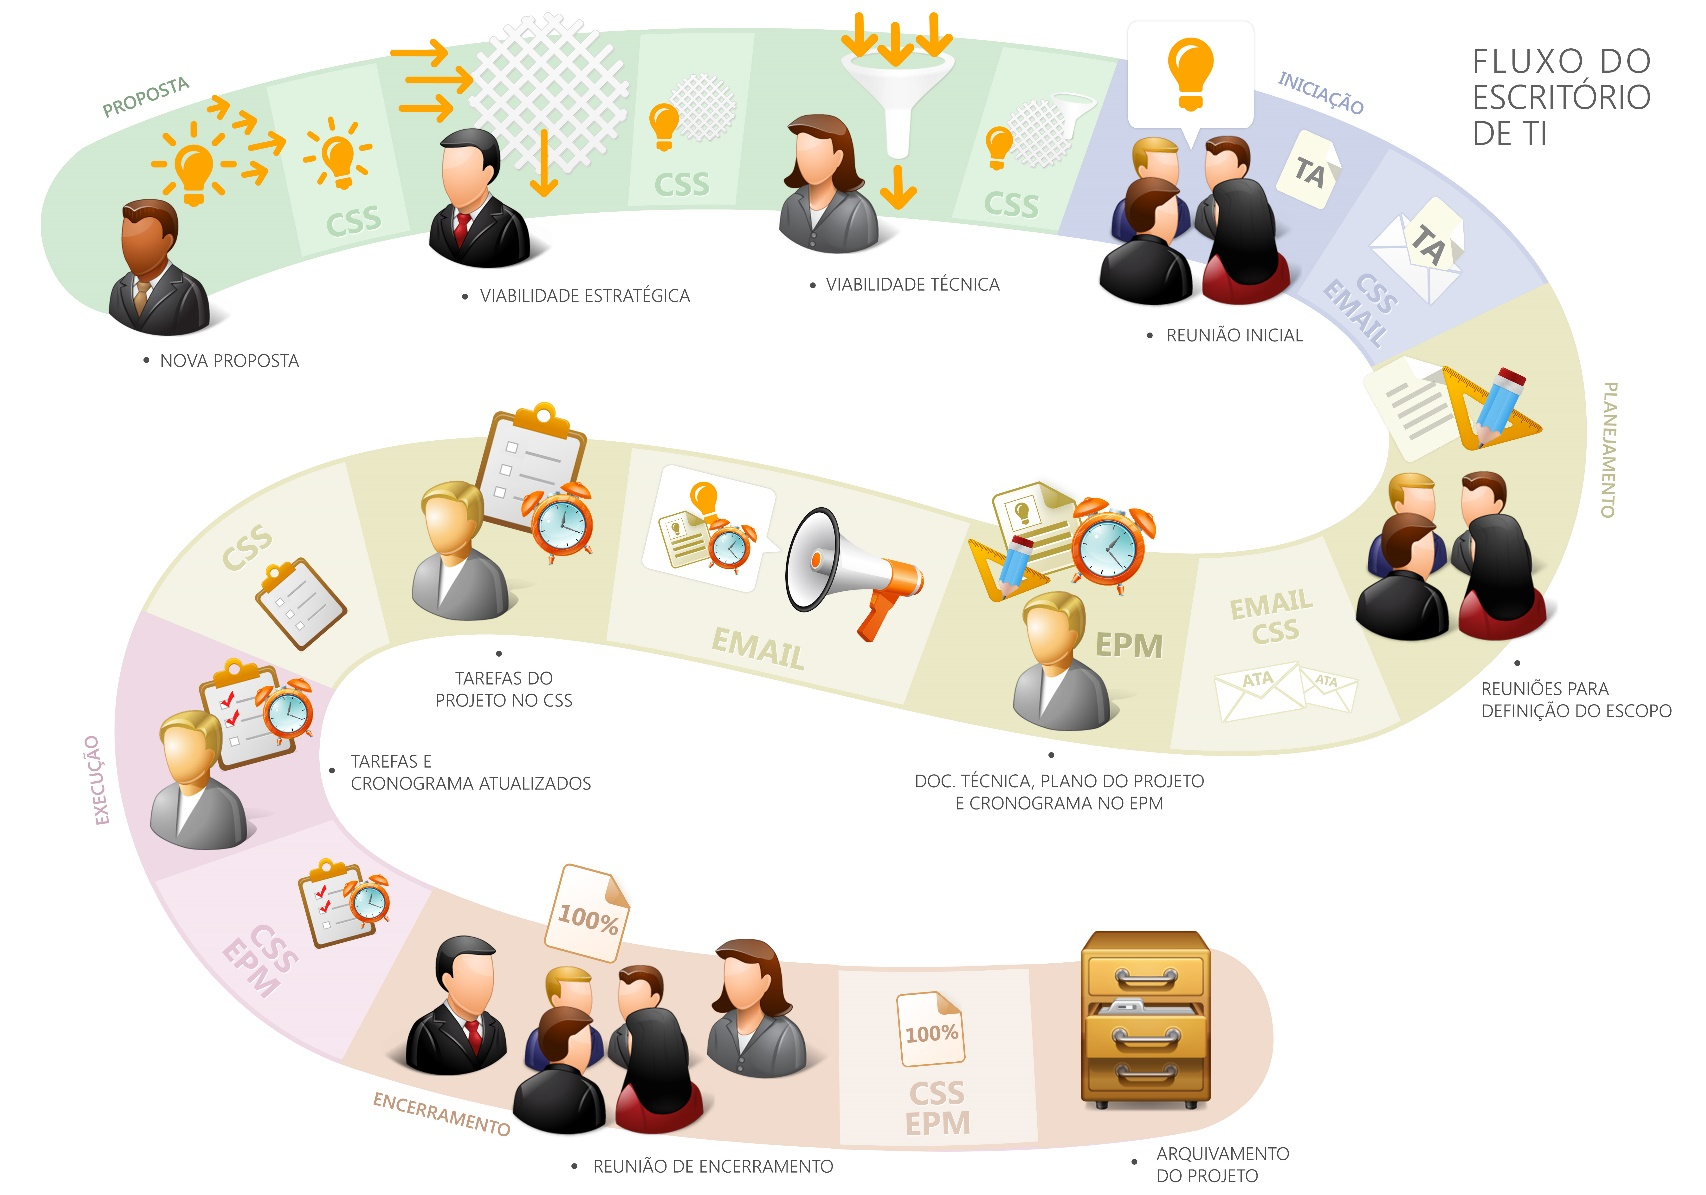 FLUXO DO
ESCRITÓRIO
DE TI
PROPOSTA
CSS
CSS
CSS
• NOVA PROPOSTA
• VIABILIDADE ESTRATÉGICA
• VIABILIDADE TÉCNICA
INICIAÇÃO
TA
TA
CSS
EMAIL
• REUNIÃO INICIAL
PLANEJAMENTO
• REUNIÕES PARA
DEFINIÇÃO DO ESCOPO
EMAIL
CSS
ATA
ATA
EPM
• DOC. TÉCNICA, PLANO DO PROJETO
E CRONOGRAMA NO EPM
EMAIL
• TAREFAS DO
PROJETO NO CSS
CSS
EXECUÇÃO
• TAREFAS E
CRONOGRAMA ATUALIZADOS
CSS
EPM
ENCERRAMENTO
100%
• REUNIÃO DE ENCERRAMENTO
100%
CSS
EPM
• ARQUIVAMENTO
DO PROJETO